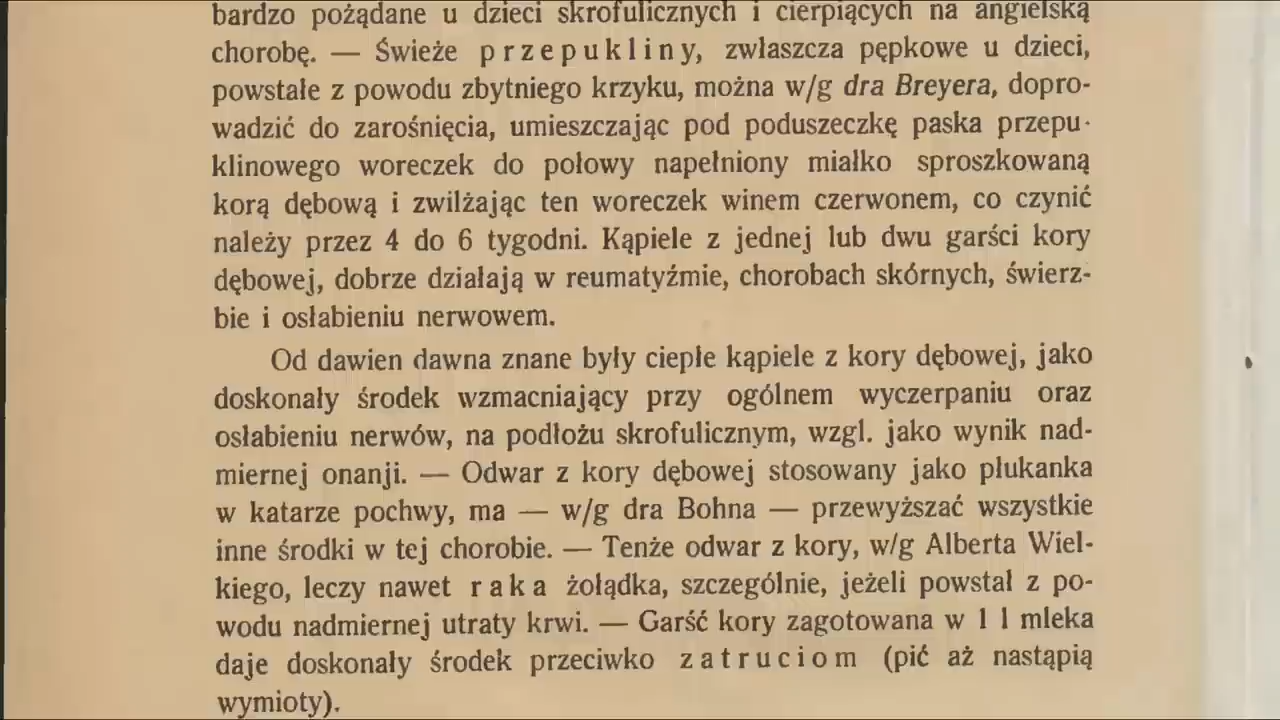 bardzo pożądane u dzieci skrofulicznych i cierpiących na angielską
chorobę. — Świeże przepukliny, zwłaszcza pępkowe u dzieci,
powstałe z powodu zbytniego krzyku, można w/g dra Breyera, dopro-
wadzić do zarośnięcia, umieszczając pod poduszeczkę paska przepu-
klinowego woreczek do połowy napełniony miałko sproszkowaną
korą dębową i zwilżając ten woreczek winem czerwonem, co czynić
należy przez 4 do 6 tygodni. Kąpiele z jednej lub dwu garści kory
dębowej, dobrze działają w reumatyźmie, chorobach skórnych, świerz-
bie i osłabieniu nerwowem.
Od dawien dawna znane były ciepłe kąpiele z kory dębowej, jako
doskonały środek wzmacniający przy ogólnem wyczerpaniu oraz
osłabieniu nerwów, na podłożu skrofulicznym, wzgl. jako wynik nad-
miernej onanji. — Odwar z kory dębowej stosowany jako płukanka
w katarze pochwy, ma — w/g dra Bohna — przewyższać wszystkie
inne środki w tej chorobie. — Tenże odwar z kory, w/g Alberta Wiel-
kiego, leczy nawet raka żołądka, szczególnie, jeżeli powstał z po-
wodu nadmiernej utraty krwi. — Garść kory zagotowana w 1 l mleka
daje doskonały środek przeciwko zatruciom (pić aż nastąpią
wymioty).